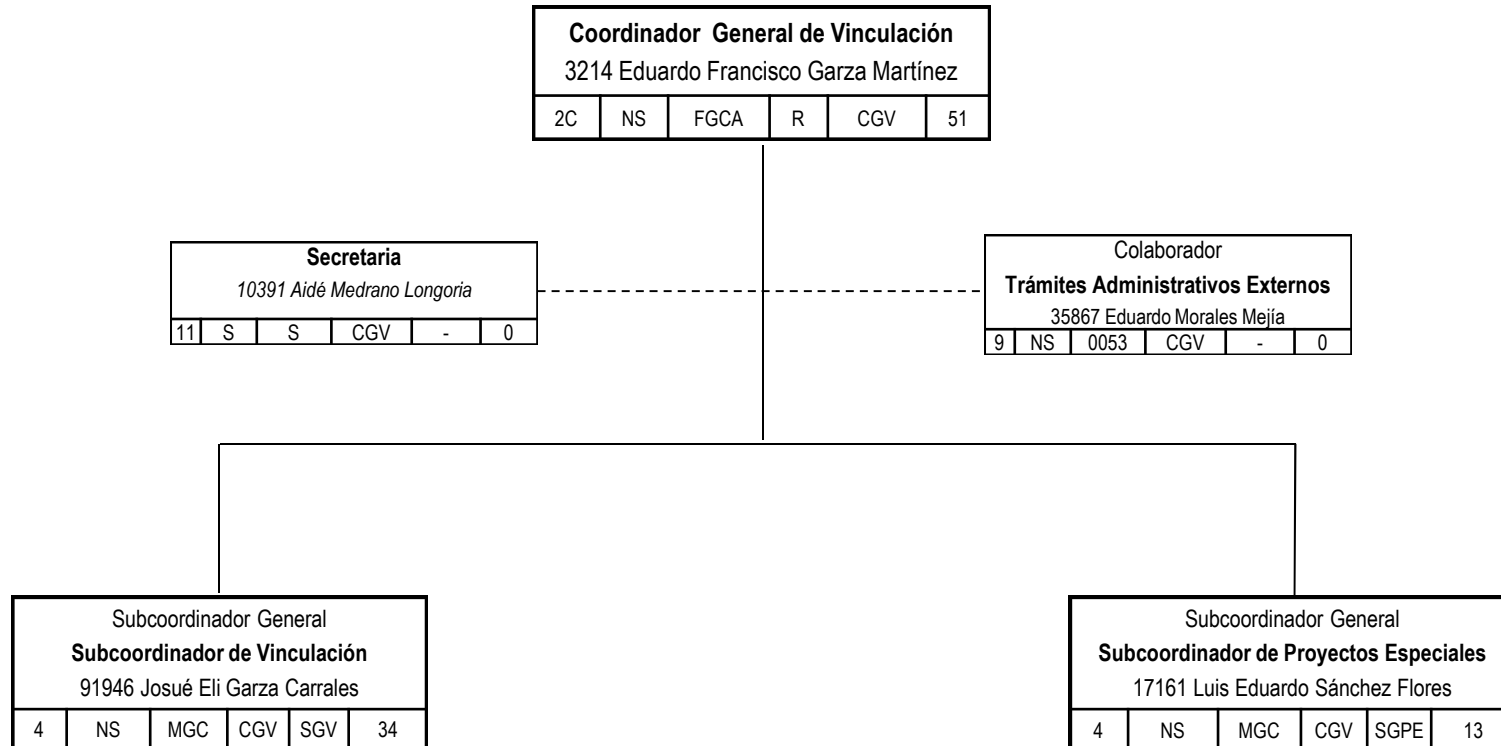 Coordinador General de Vinculación
3214 Eduardo Francisco Garza Martínez
2C NS FGCA R CGV 51
Secretaria
10391 Aidé Medrano Longoria
11 S S CGV - 0
Colaborador
Trámites Administrativos Externos
35867 Eduardo Morales Mejía
9 NS 0053 CGV - 0
Subcoordinador General
Subcoordinador de Vinculación
91946 Josué Eli Garza Carrales
4 NS MGC CGV SGV 34
Subcoordinador General
Subcoordinador de Proyectos Especiales
17161 Luis Eduardo Sánchez Flores
4 NS MGC CGV SGPE 13